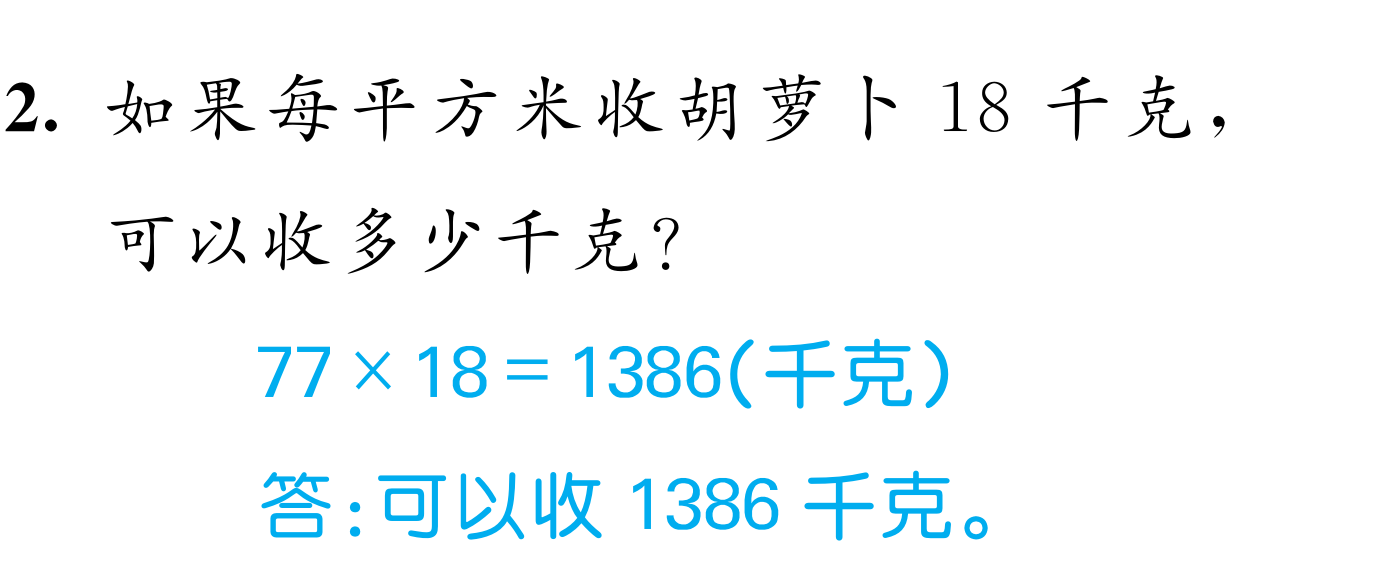 2. 如果每平方米收胡萝卜 18 千克，
可以收多少千克？
77 × 18 = 1386(千克)
答：可以收 1386 千克。